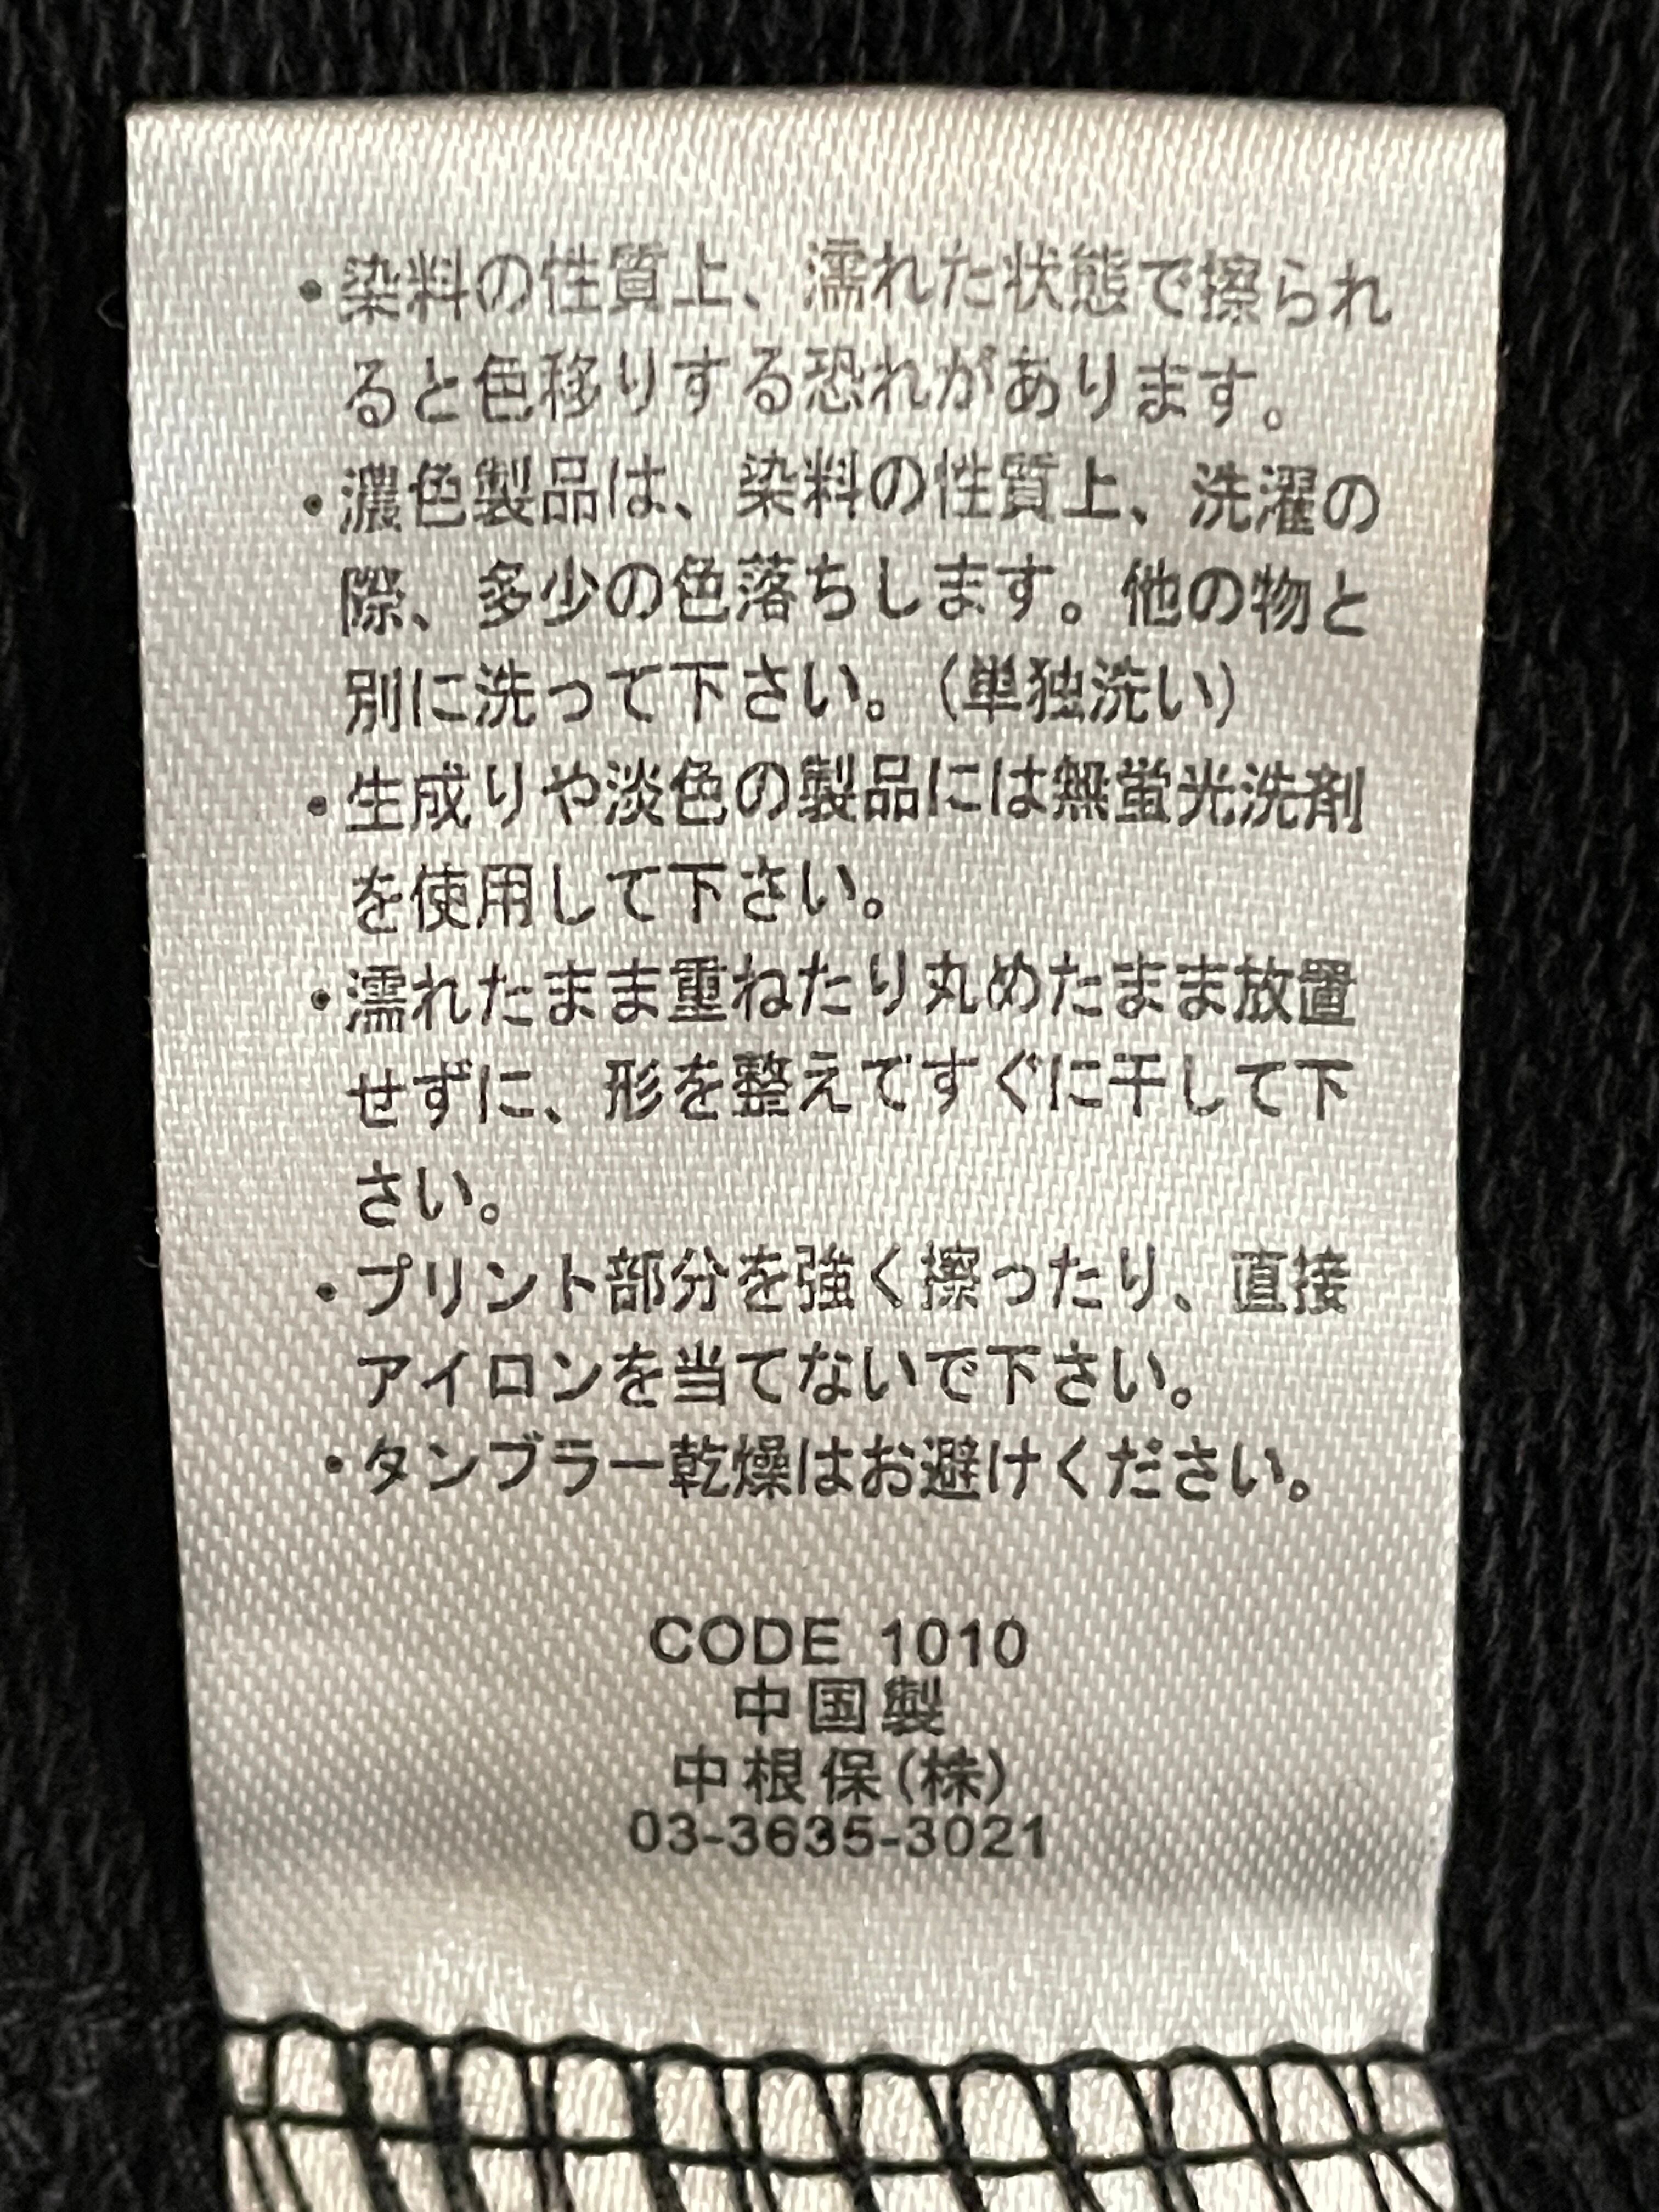 ・染料の性質上、濡れた状態で擦られ
ると色移りする恐れがあります。
・濃色製品は、染料の性質上、洗濯の
際、多少の色落ちします。他の物と
別に洗って下さい。(単独洗い)
・生成りや淡色の製品には無蛍光洗剤
を使用して下さい。
・濡れたまま重ねたり丸めたまま放置
せずに、形を整えてすぐに干して下
さい。
・プリント部分を強く擦ったり、直接
アイロンを当てないで下さい。
・タンブラー乾燥はお避けください。
CODE 1010
中国製
中根保(株)
03-3635-3021